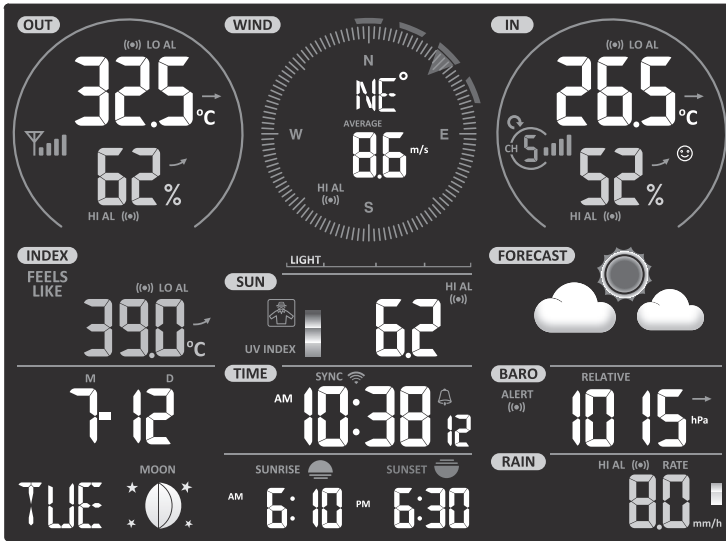 OUT
LO AL
32.5 °C
62 %
HI AL
WIND
N
NE°
W
E
AVERAGE
8.6 m/s
HI AL
S
IN
LO AL
26.5 °C
CH 5
52 %
HI AL
INDEX
FEELS
LIKE
LO AL
39.0 °C
LIGHT
SUN
HI AL
UV INDEX
6.2
FORECAST
M D
7-12
TUE
MOON
TIME
SYNC
AM 10:38 12
SUNRISE
AM 6:10
SUNSET
PM 6:30
BARO
RELATIVE
ALERT
1015 hPa
RAIN
HI AL RATE
8.0 mm/h